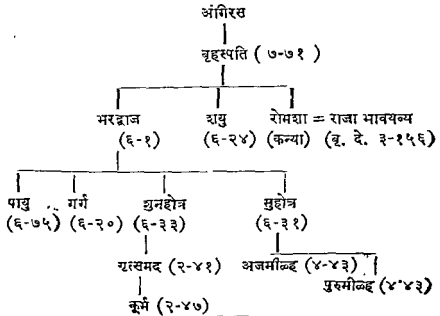 अंगिरस
बृहस्पति ( ७-७१ )
भरद्वाज शयु रोमशा = राजा भावयव्य
(६-१) (६-२४) (कन्या) (बृ. दे. ३-१५६)
पायु गर्ग शुनहोत्र सुहोत्र
(६-७५) (६-२०) (६-३३) (६-३१)
गृत्समद (२-४१) अजमीळ्ह (४-४३)
पुरुमीळ्ह (४.४३)
कूर्म (२-४७)